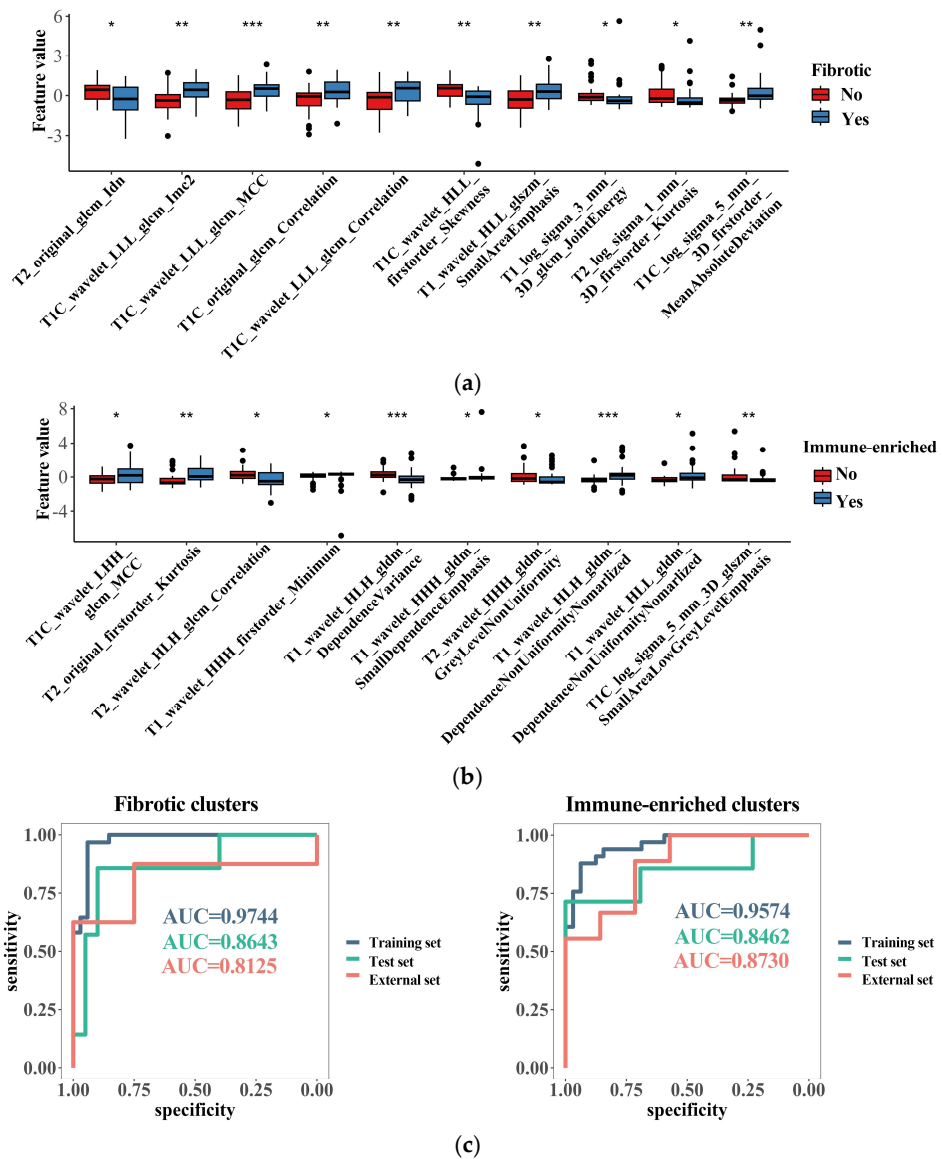 6
3
0
-3
Feature value
* ** *** ** ** ** ** * * **
Fibrotic
No
Yes
T2_original_glcm_Idn
T1C_wavelet_LLL_glcm_Imc2
T1C_wavelet_LLL_glcm_MCC
T1C_original_glcm_Correlation
T1C_wavelet_LLL_glcm_Correlation
T1C_wavelet_HLL_
firstorder_Skewness
T1_wavelet_HLL_glszm_
SmallAreaEmphasis
T1_log_sigma_3_mm_
3D_glcm_JointEnergy
T2_log_sigma_1_mm_
3D_firstorder_Kurtosis
T1C_log_sigma_5_mm_
3D_firstorder_
MeanAbsoluteDeviation
(a)
8
4
0
-4
Feature value
* ** * * *** * * *** * **
Immune-enriched
No
Yes
T1C_wavelet_LHH_
glcm_MCC
T2_original_firstorder_Kurtosis
T2_wavelet_HLH_glcm_Correlation
T1_wavelet_HHH_firstorder_Minimum
T1_wavelet_HLH_gldm_
DependenceVariance
T1_wavelet_HHH_gldm_
SmallDependenceEmphasis
T2_wavelet_HHH_gldm_
GreyLevelNonUniformity
T1_wavelet_HLH_gldm_
DependenceNonUniformityNomarlized
T1_wavelet_HLL_gldm_
DependenceNonUniformityNomarlized
T1C_log_sigma_5_mm_3D_glszm_
SmallAreaLowGreyLevelEmphasis
(b)
Fibrotic clusters
1.00
0.75
0.50
0.25
0.00
sensitivity
AUC=0.9744
AUC=0.8643
AUC=0.8125
Training set
Test set
External set
1.00 0.75 0.50 0.25 0.00
specificity
Immune-enriched clusters
1.00
0.75
0.50
0.25
0.00
sensitivity
AUC=0.9574
AUC=0.8462
AUC=0.8730
Training set
Test set
External set
1.00 0.75 0.50 0.25 0.00
specificity
(c)